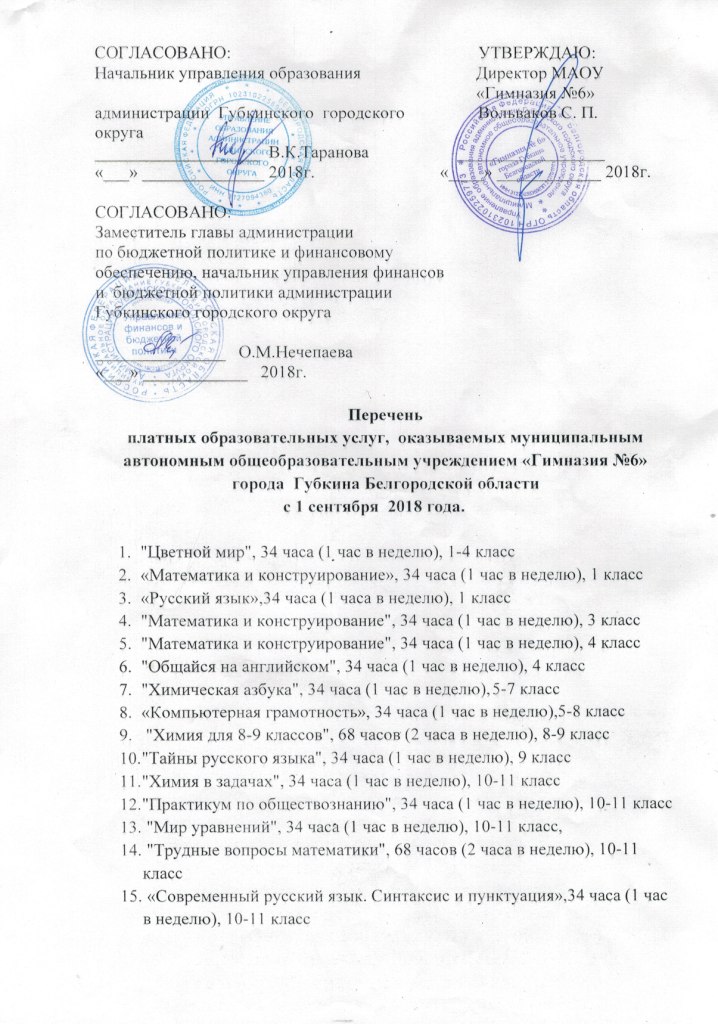 СОГЛАСОВАНО:
Начальник управления образования
администрации Губкинского городского
округа
____________________В.К.Таранова
«___»______________ 2018г.
УТВЕРЖДАЮ:
Директор МАОУ
«Гимназия №6»
Вольваков С. П.
2018г.
СОГЛАСОВАНО:
Заместитель главы администрации
по бюджетной политике и финансовому
обеспечению, начальник управления финансов
и бюджетной политики администрации
Губкинского городского округа
_______________ О.М.Нечепаева
«___»____________ 2018г.
Перечень
платных образовательных услуг, оказываемых муниципальным
автономным общеобразовательным учреждением «Гимназия №6»
города Губкина Белгородской области
с 1 сентября 2018 года.
1. "Цветной мир", 34 часа (1 час в неделю), 1-4 класс
2. «Математика и конструирование», 34 часа (1 час в неделю), 1 класс
3. «Русский язык»,34 часа (1 часа в неделю), 1 класс
4. "Математика и конструирование", 34 часа (1 час в неделю), 3 класс
5. "Математика и конструирование", 34 часа (1 час в неделю), 4 класс
6. "Общайся на английском", 34 часа (1 час в неделю), 4 класс
7. "Химическая азбука", 34 часа (1 час в неделю),5-7 класс
8. «Компьютерная грамотность», 34 часа (1 час в неделю),5-8 класс
9. "Химия для 8-9 классов", 68 часов (2 часа в неделю), 8-9 класс
10."Тайны русского языка", 34 часа (1 час в неделю), 9 класс
11."Химия в задачах", 34 часа (1 час в неделю), 10-11 класс
12."Практикум по обществознанию", 34 часа (1 час в неделю), 10-11 класс
13. "Мир уравнений", 34 часа (1 час в неделю), 10-11 класс,
14. "Трудные вопросы математики", 68 часов (2 часа в неделю), 10-11
класс
15. «Современный русский язык. Синтаксис и пунктуация»,34 часа (1 час
в неделю), 10-11 класс